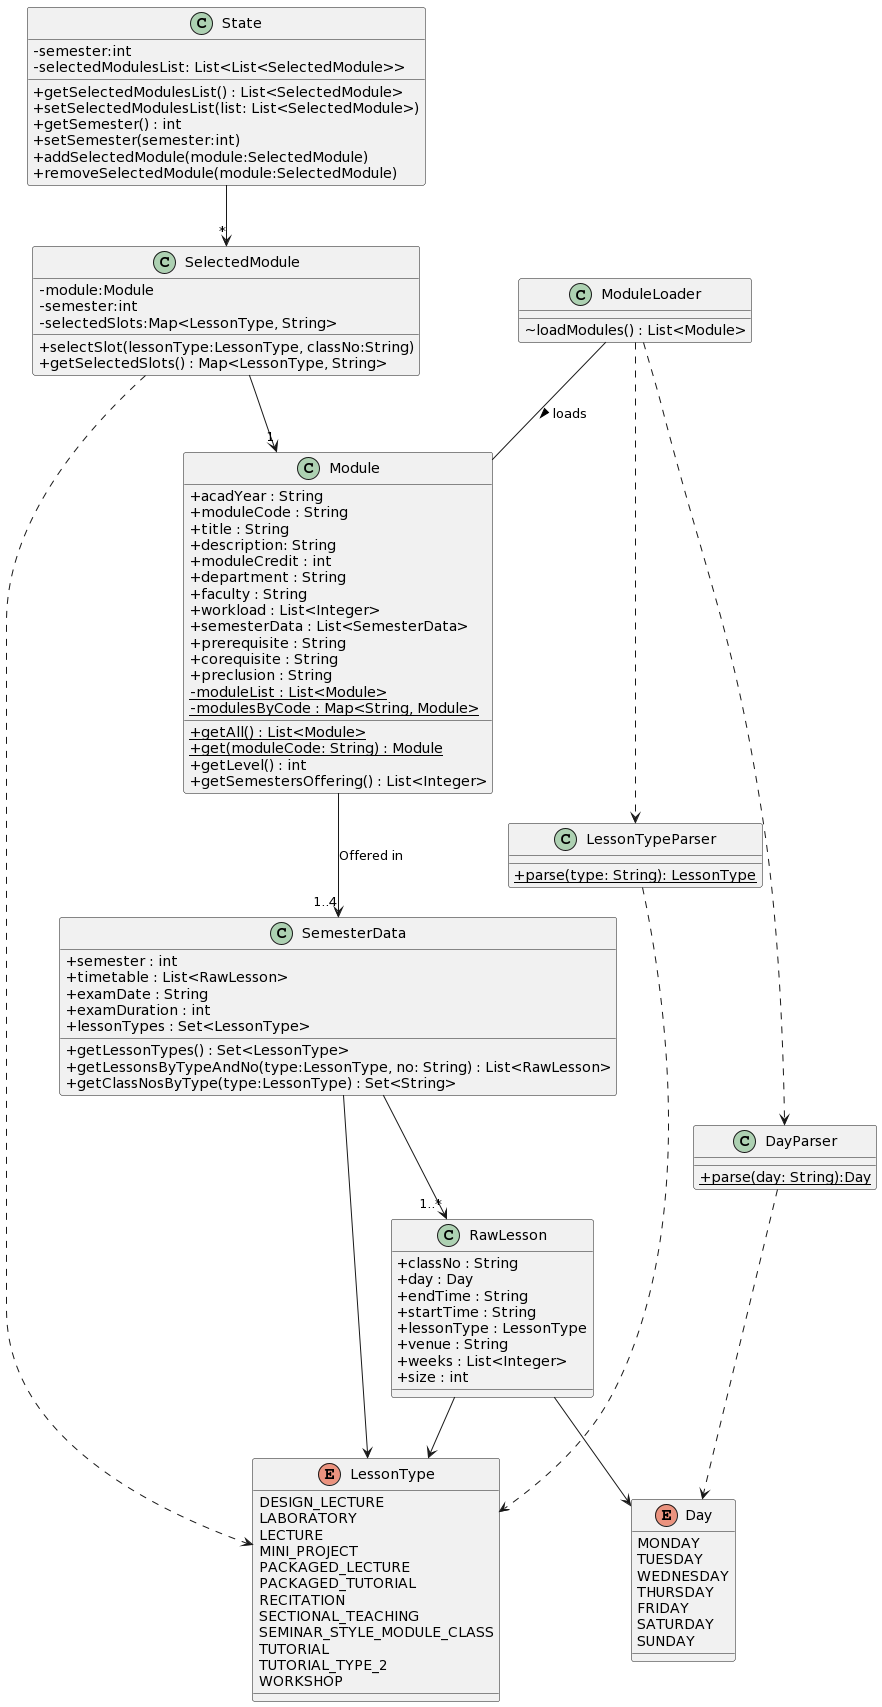 C State
-semester:int
-selectedModulesList: List<List<SelectedModule>>
+getSelectedModulesList() : List<SelectedModule>
+setSelectedModulesList(list: List<SelectedModule>)
+getSemester() : int
+setSemester(semester:int)
+addSelectedModule(module:SelectedModule)
+removeSelectedModule(module:SelectedModule)
*
C SelectedModule
-module:Module
-semester:int
-selectedSlots:Map<LessonType, String>
+selectSlot(lessonType:LessonType, classNo:String)
+getSelectedSlots() : Map<LessonType, String>
C ModuleLoader
~loadModules() : List<Module>
loads
1
C Module
+acadYear : String
+moduleCode : String
+title : String
+description: String
+moduleCredit : int
+department : String
+faculty : String
+workload : List<Integer>
+semesterData : List<SemesterData>
+prerequisite : String
+corequisite : String
+preclusion : String
-moduleList : List<Module>
-modulesByCode : Map<String, Module>
+getAll() : List<Module>
+get(moduleCode: String) : Module
+getLevel() : int
+getSemestersOffering() : List<Integer>
C LessonTypeParser
+parse(type: String): LessonType
Offered in
1..4
C SemesterData
+semester : int
+timetable : List<RawLesson>
+examDate : String
+examDuration : int
+lessonTypes : Set<LessonType>
+getLessonTypes() : Set<LessonType>
+getLessonsByTypeAndNo(type:LessonType, no: String) : List<RawLesson>
+getClassNosByType(type:LessonType) : Set<String>
C DayParser
+parse(day: String):Day
1..*
C RawLesson
+classNo : String
+day : Day
+endTime : String
+startTime : String
+lessonType : LessonType
+venue : String
+weeks : List<Integer>
+size : int
E LessonType
DESIGN_LECTURE
LABORATORY
LECTURE
MINI_PROJECT
PACKAGED_LECTURE
PACKAGED_TUTORIAL
RECITATION
SECTIONAL_TEACHING
SEMINAR_STYLE_MODULE_CLASS
TUTORIAL
TUTORIAL_TYPE_2
WORKSHOP
E Day
MONDAY
TUESDAY
WEDNESDAY
THURSDAY
FRIDAY
SATURDAY
SUNDAY